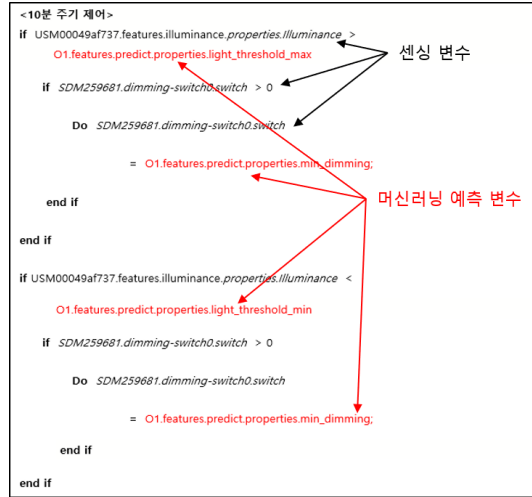 <10분 주기 제어>
if USM00049af737.features.illuminance.properties.Illuminance >
O1.features.predict.properties.light_threshold_max
센싱 변수
if SDM259681.dimming-switch0.switch > 0
Do SDM259681.dimming-switch0.switch
= O1.features.predict.properties.min_dimming;
머신러닝 예측 변수
end if
end if
if USM00049af737.features.illuminance.properties.Illuminance <
O1.features.predict.properties.light_threshold_min
if SDM259681.dimming-switch0.switch > 0
Do SDM259681.dimming-switch0.switch
= O1.features.predict.properties.min_dimming;
end if
end if